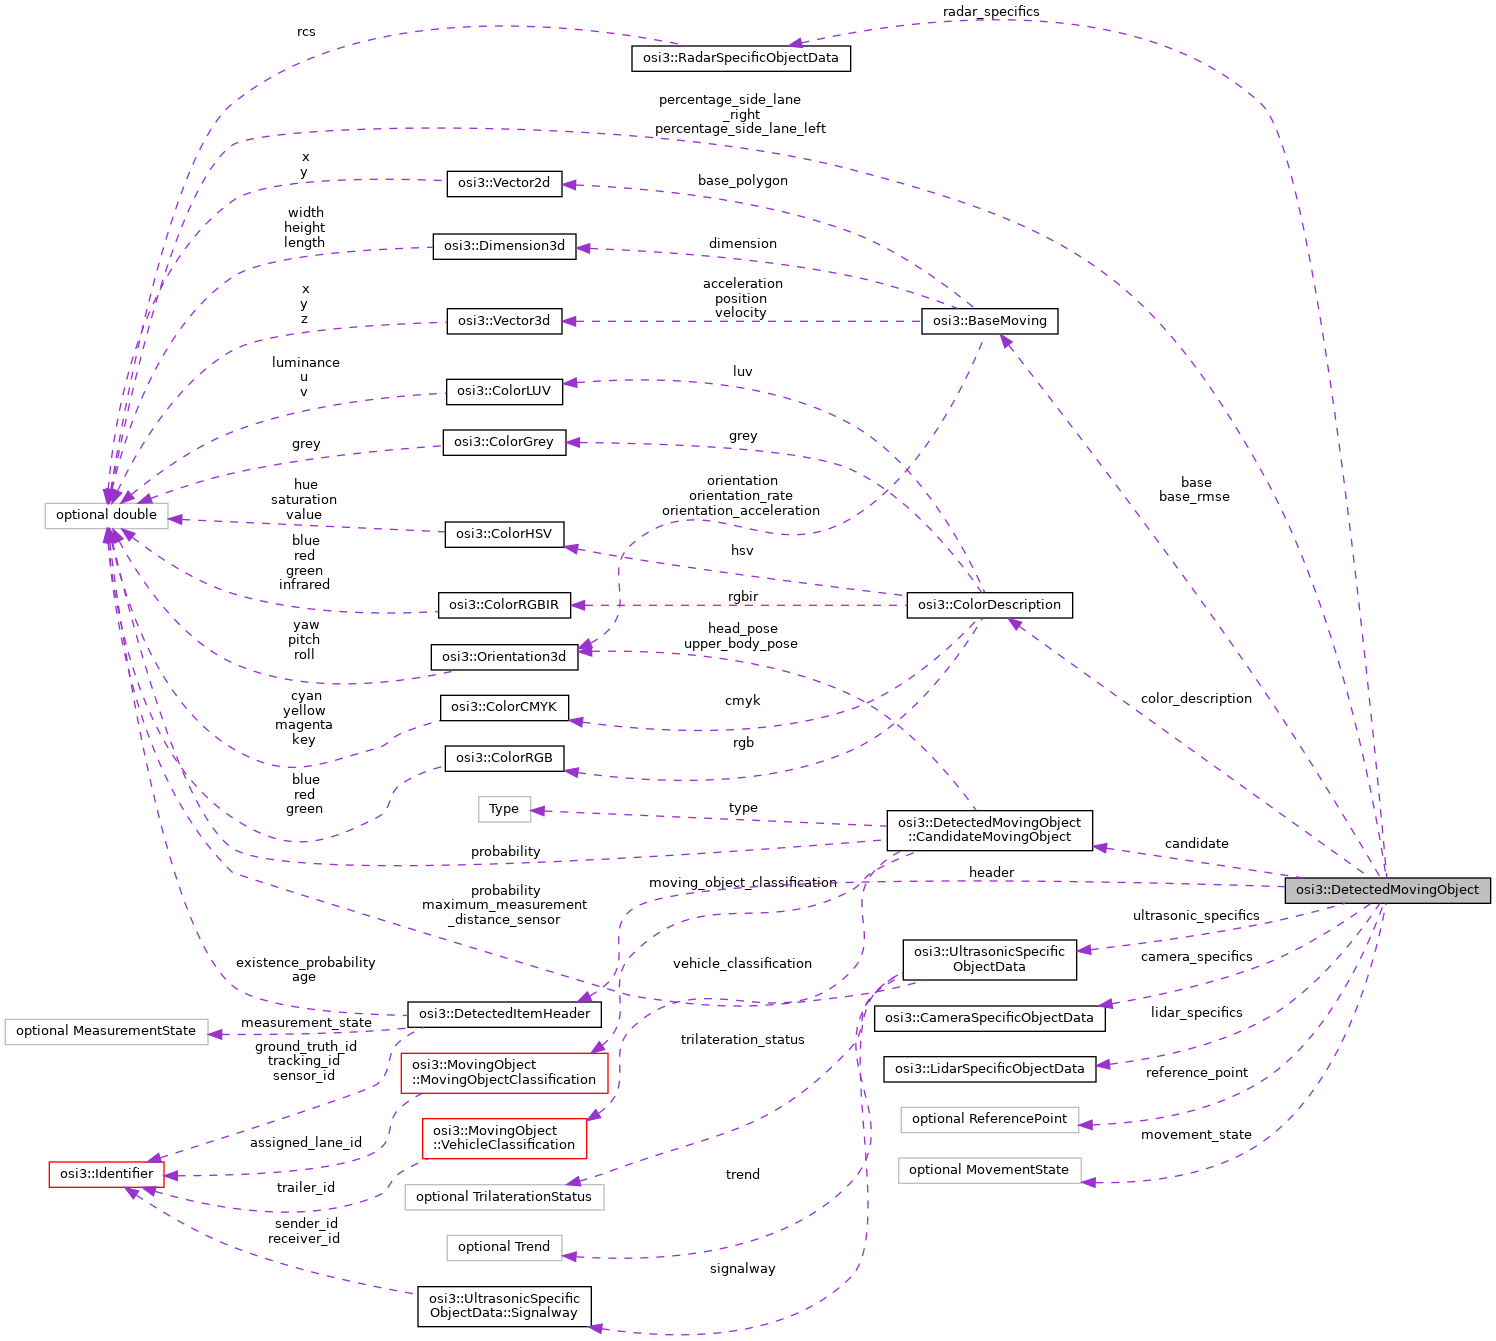 radar_specifics
rcs
osi3::RadarSpecificObjectData
percentage_side_lane
_right
percentage_side_lane_left
x
y
osi3::Vector2d
base_polygon
width
height
length
osi3::Dimension3d
dimension
x
y
z
osi3::Vector3d
acceleration
position
velocity
osi3::BaseMoving
luminance
u
v
osi3::ColorLUV
luv
grey
osi3::ColorGrey
grey
optional double
hue
saturation
value
osi3::ColorHSV
orientation
orientation_rate
orientation_acceleration
base
base_rmse
blue
red
green
infrared
hsv
osi3::ColorRGBIR
rgbir
osi3::ColorDescription
yaw
pitch
roll
osi3::Orientation3d
head_pose
upper_body_pose
cyan
yellow
magenta
key
osi3::ColorCMYK
cmyk
color_description
osi3::ColorRGB
rgb
blue
red
green
Type
type
osi3::DetectedMovingObject
::CandidateMovingObject
candidate
probability
header
moving_object_classification
osi3::DetectedMovingObject
probability
maximum_measurement
_distance_sensor
ultrasonic_specifics
osi3::UltrasonicSpecific
ObjectData
camera_specifics
existence_probability
age
vehicle_classification
osi3::DetectedItemHeader
osi3::CameraSpecificObjectData
lidar_specifics
optional MeasurementState
measurement_state
ground_truth_id
tracking_id
sensor_id
trilateration_status
osi3::MovingObject
::MovingObjectClassification
osi3::LidarSpecificObjectData
reference_point
optional ReferencePoint
osi3::MovingObject
::VehicleClassification
assigned_lane_id
movement_state
osi3::Identifier
optional MovementState
trailer_id
optional TrilaterationStatus
trend
sender_id
receiver_id
optional Trend
signalway
osi3::UltrasonicSpecific
ObjectData::Signalway